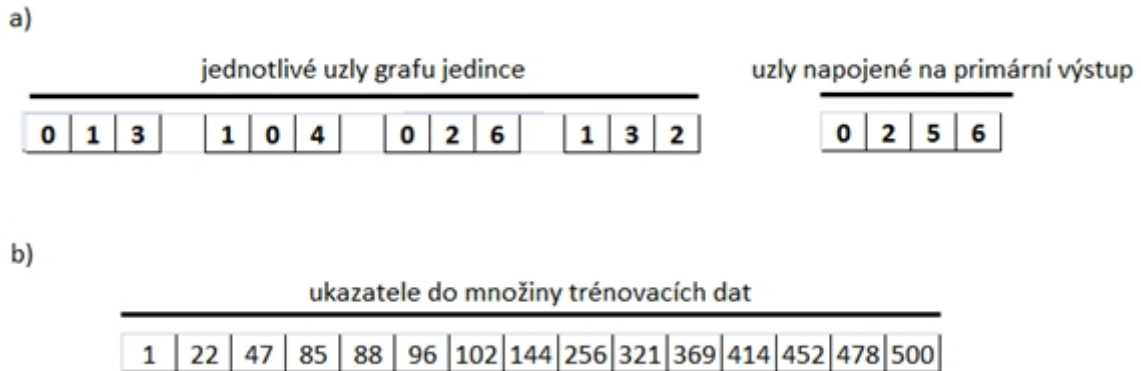 a)
jednotlivé uzly grafu jedince uzly napojené na primární výstup
0 1 3 1 0 4 0 2 6 1 3 2 0 2 5 6
b)
ukazatele do množiny trénovacích dat
1 22 47 85 88 96 102 144 256 321 369 414 452 478 500